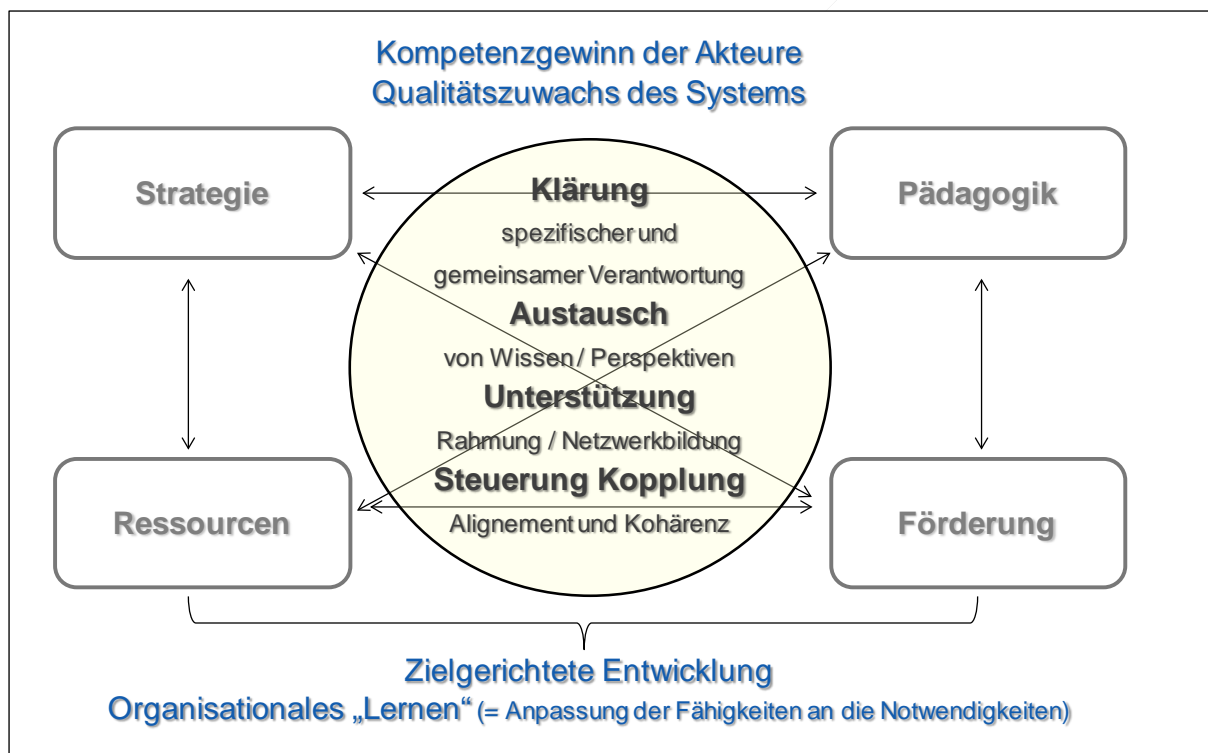 Kompetenzgewinn der Akteure
Qualitätszuwachs des Systems
Strategie
Klärung
Pädagogik
spezifischer und
gemeinsamer Verantwortung
Austausch
von Wissen / Perspektiven
Unterstützung
Rahmung / Netzwerkbildung
Steuerung Kopplung
Ressourcen
Alignement und Kohärenz
Förderung
Zielgerichtete Entwicklung
Organisationales „Lernen“ (= Anpassung der Fähigkeiten an die Notwendigkeiten)